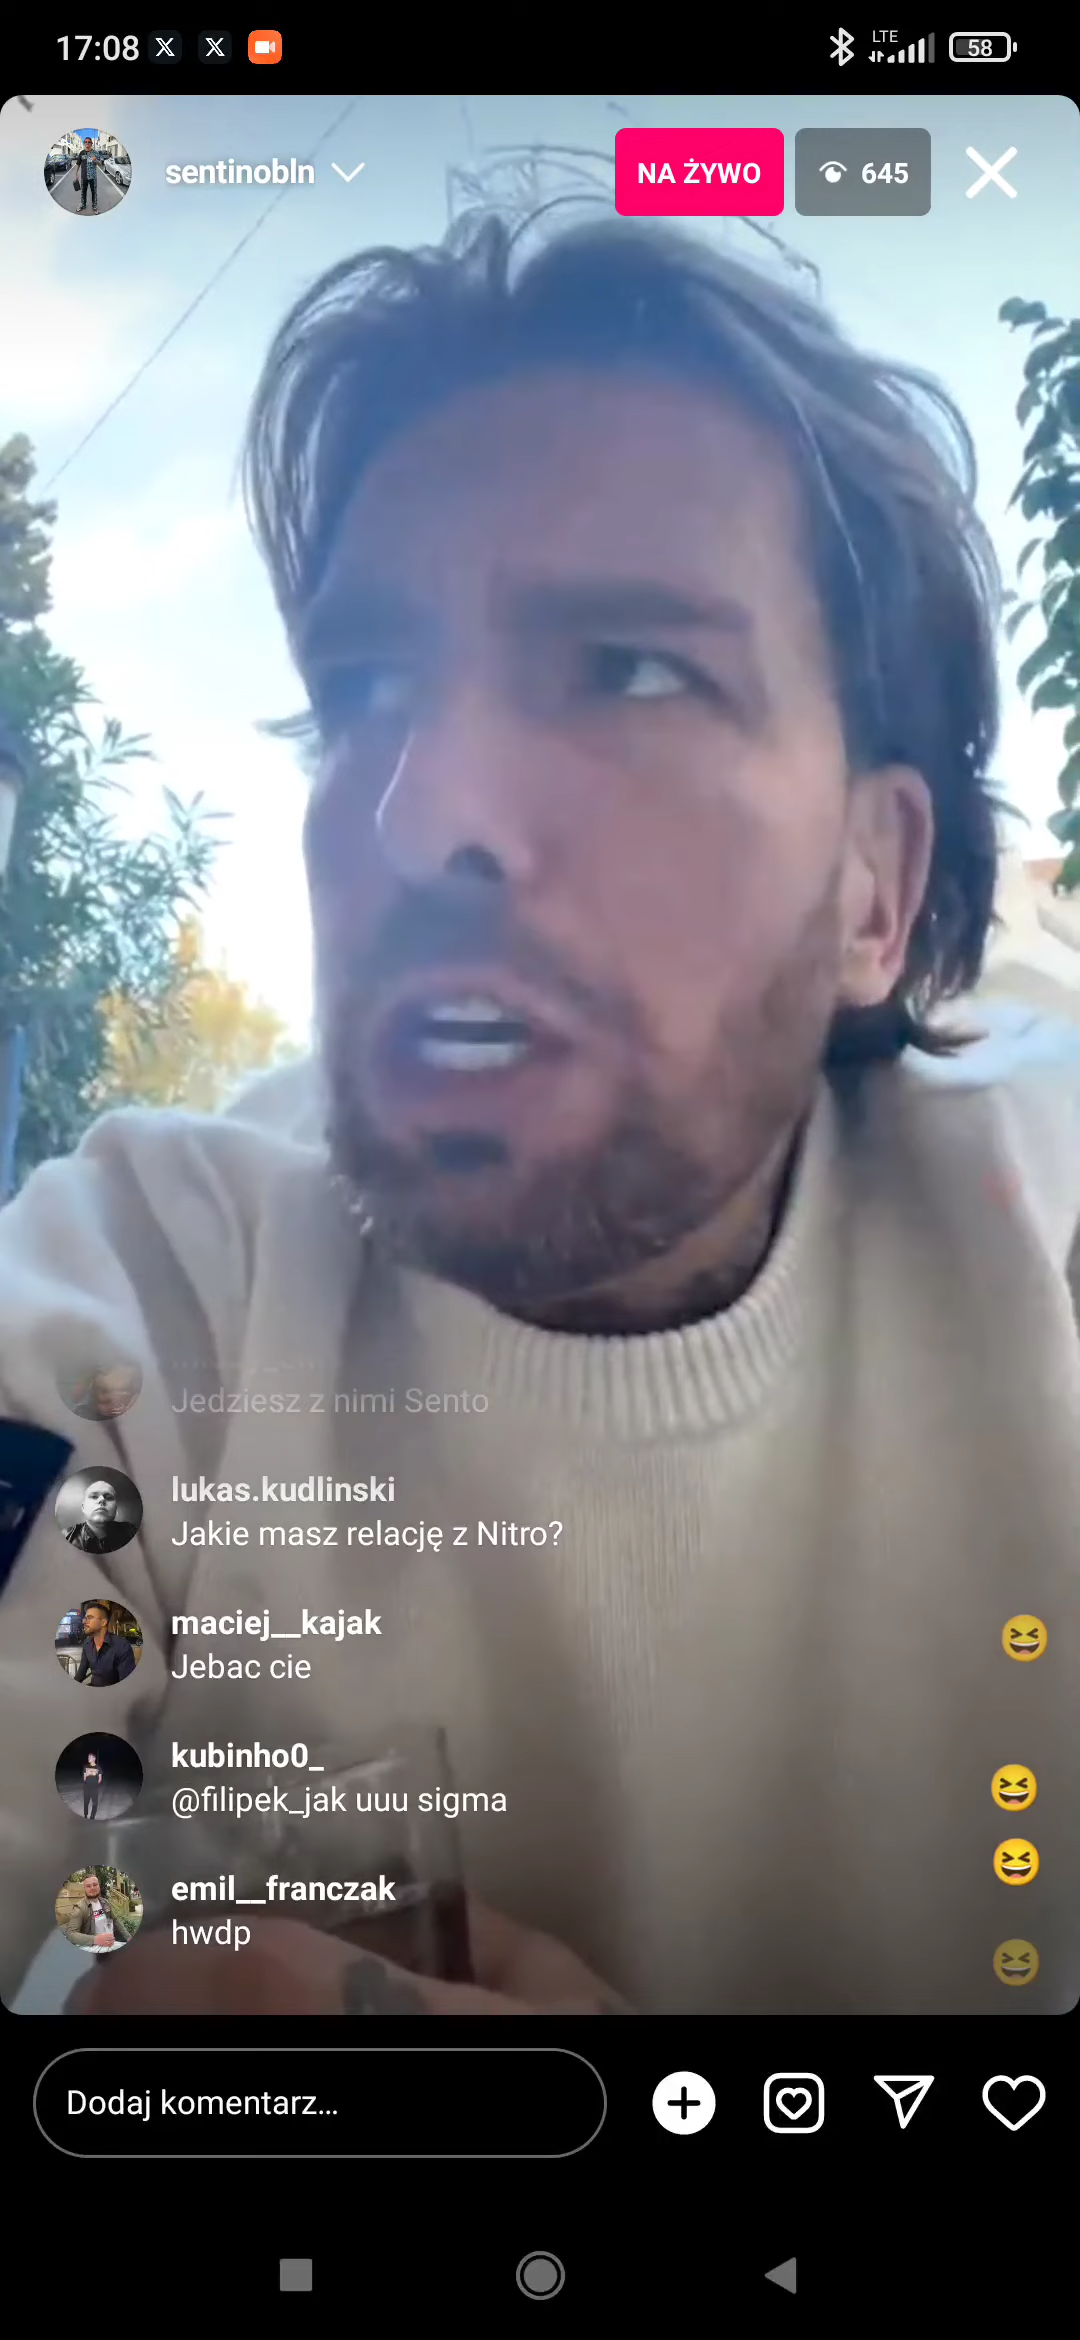 17:08
LTE
58
sentinobln
NA ŻYWO
645
Jedziesz z nimi Sento
lukas.kudlinski
Jakie masz relację z Nitro?
maciej__kajak
Jebac cie
kubinho0_
@filipek_jak uuu sigma
emil__franczak
hwdp
Dodaj komentarz...